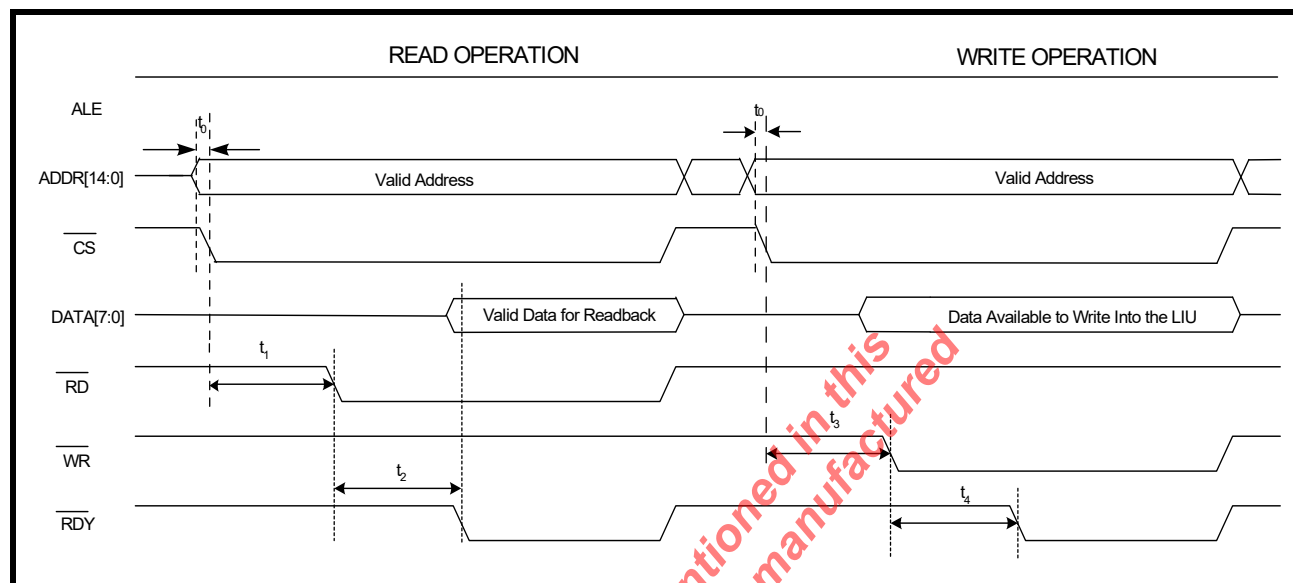 READ OPERATION
WRITE OPERATION
ALE
t0
t0
ADDR[14:0]
Valid Address
Valid Address
CS
DATA[7:0]
Valid Data for Readback
Data Available to Write Into the LIU
t1
RD
t3
WR
t2
t4
RDY
mentioned in this
manufactured